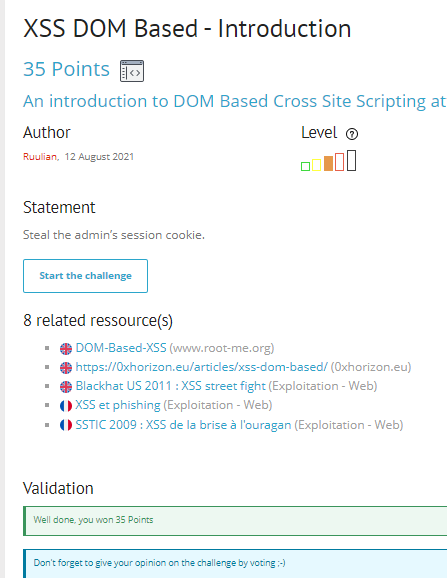 XSS DOM Based - Introduction
35 Points
An introduction to DOM Based Cross Site Scripting at
Author
Level ?
Ruulian, 12 August 2021
Statement
Steal the admin's session cookie.
Start the challenge
8 related ressource(s)
DOM-Based-XSS (www.root-me.org)
https://0xhorizon.eu/articles/xss-dom-based/ (0xhorizon.eu)
Blackhat US 2011 : XSS street fight (Exploitation - Web)
XSS et phishing (Exploitation - Web)
SSTIC 2009 : XSS de la brise à l'ouragan (Exploitation - Web)
Validation
Well done, you won 35 Points
Don't forget to give your opinion on the challenge by voting ;-)